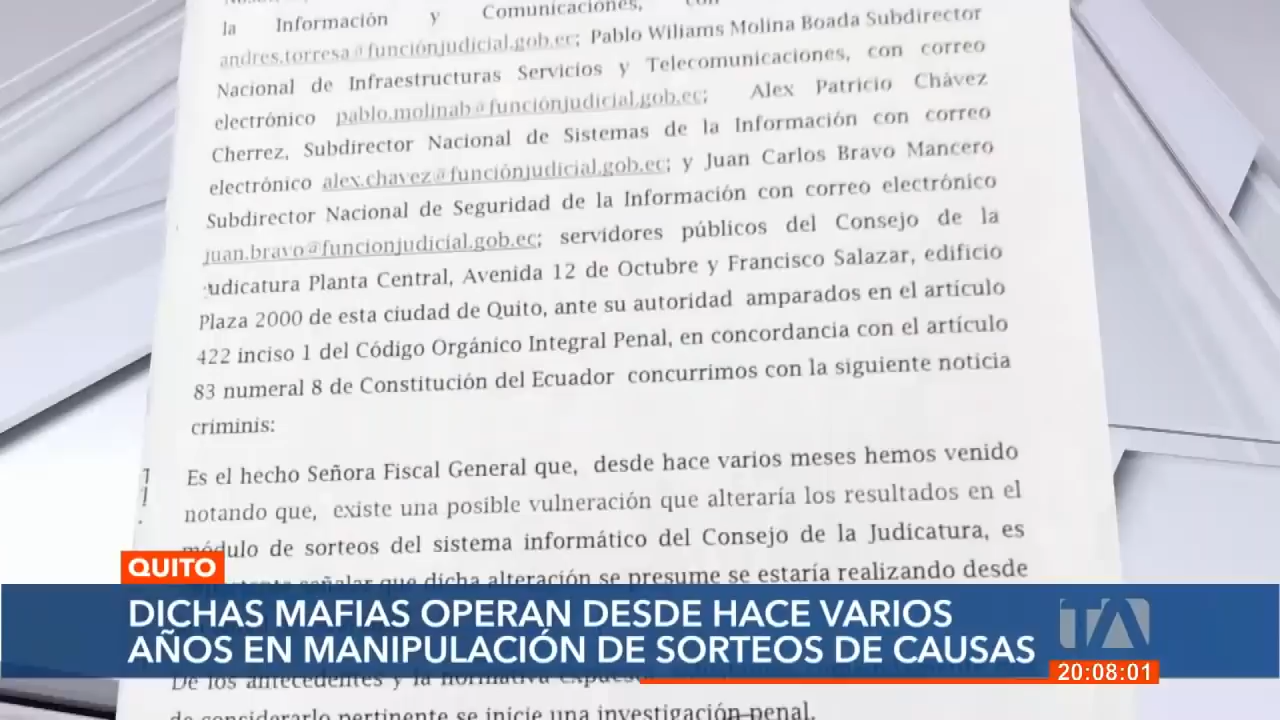 la Información y Comunicaciones,
andres.torresa@funciónjudicial.gob.ec; Pablo Wiliams Molina Boada Subdirector
Nacional de Infraestructuras Servicios y Telecomunicaciones, con correo
electrónico pablo.molinab@funciónjudicial.gob.ec; Alex Patricio Chávez
Cherrez, Subdirector Nacional de Sistemas de la Información con correo
electrónico alex.chavez@funciónjudicial.gob.ec; y Juan Carlos Bravo Mancero
Subdirector Nacional de Seguridad de la Información con correo electrónico
juan.bravo@funcionjudicial.gob.ec; servidores públicos del Consejo de la
udicatura Planta Central, Avenida 12 de Octubre y Francisco Salazar, edificio
Plaza 2000 de esta ciudad de Quito, ante su autoridad amparados en el artículo
422 inciso 1 del Código Orgánico Integral Penal, en concordancia con el artículo
83 numeral 8 de Constitución del Ecuador concurrimos con la siguiente noticia
criminis:
Es el hecho Señora Fiscal General que, desde hace varios meses hemos venido
notando que, existe una posible vulneración que alteraría los resultados en el
módulo de sorteos del sistema informático del Consejo de la Judicatura, es
señalar que dicha alteración se presume se estaría realizando desde
QUITO
DICHAS MAFIAS OPERAN DESDE HACE VARIOS
AÑOS EN MANIPULACIÓN DE SORTEOS DE CAUSAS
TA
20:08:01
De los antecedentes y la normativa
de considerarlo pertinente se inicie una investigación penal.